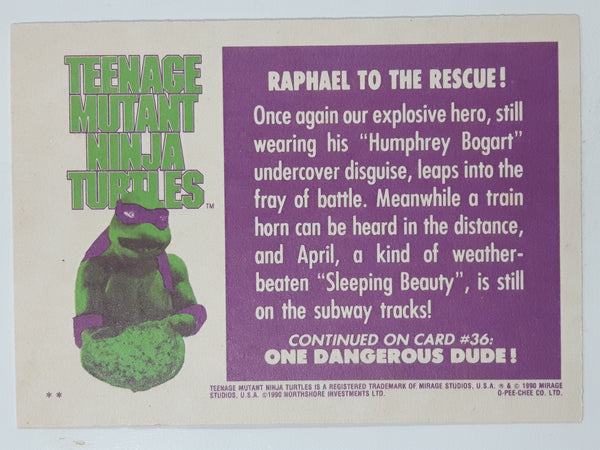 TEENAGE
MUTANT
NINJA
TURTLES™
RAPHAEL TO THE RESCUE!
Once again our explosive hero, still
wearing his "Humphrey Bogart"
undercover disguise, leaps into the
fray of battle. Meanwhile a train
horn can be heard in the distance,
and April, a kind of weather-
beaten "Sleeping Beauty", is still
on the subway tracks!
CONTINUED ON CARD #36:
ONE DANGEROUS DUDE!
* *
TEENAGE MUTANT NINJA TURTLES IS A REGISTERED TRADEMARK OF MIRAGE STUDIOS, U.S.A. ® & © 1990 MIRAGE
STUDIOS, U.S.A. ©1990 NORTHSHORE INVESTMENTS LTD. O-PEE-CHEE CO. LTD.